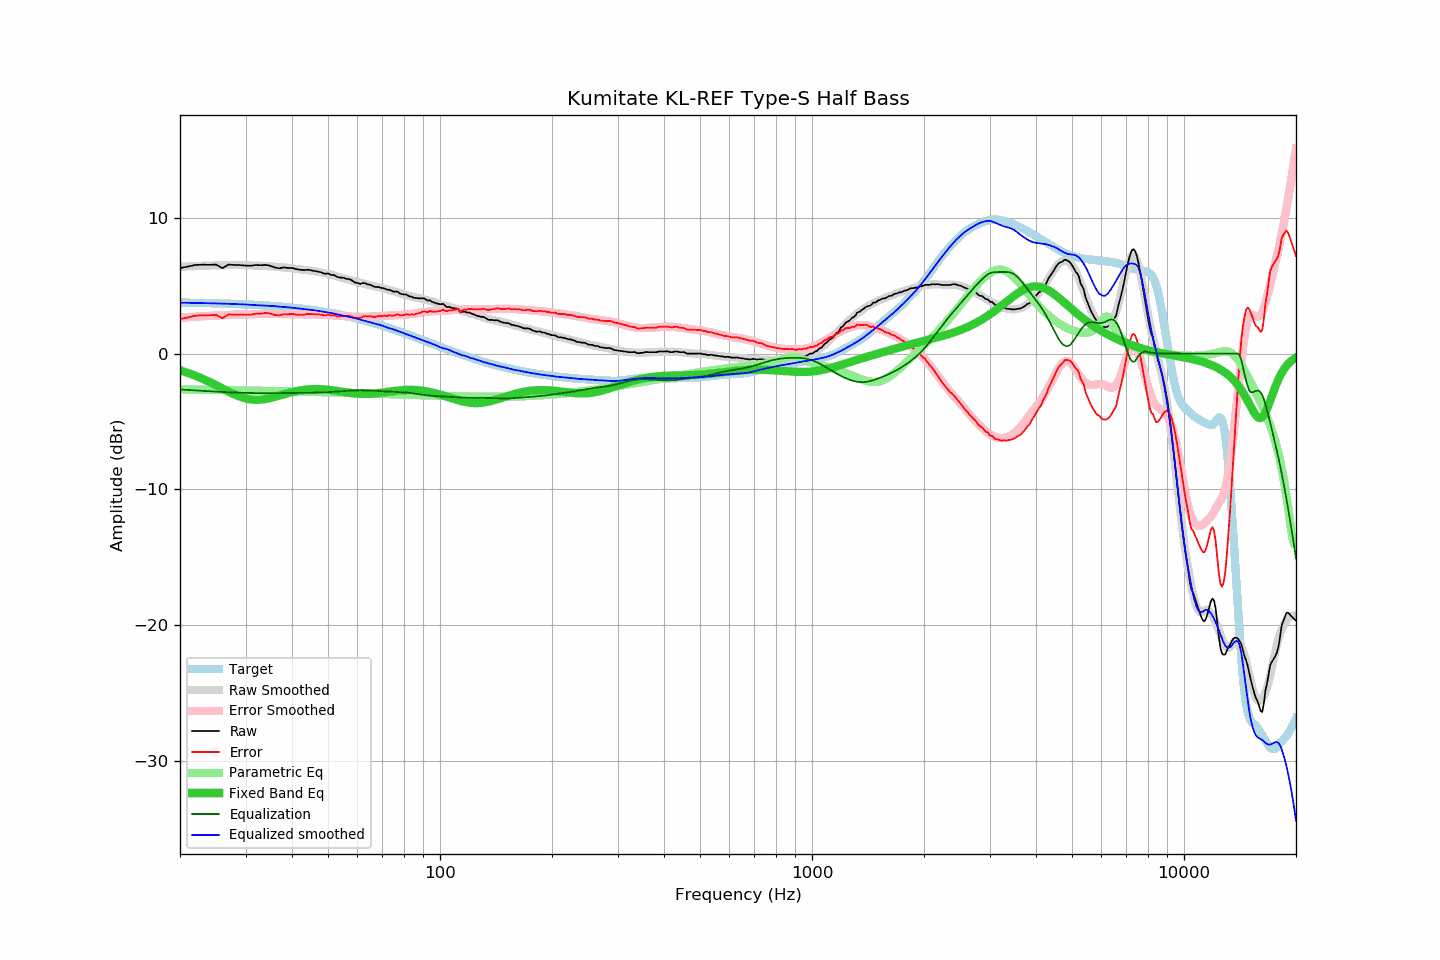 Kumitate KL-REF Type-S Half Bass
10
0
−10
−20
−30
Amplitude (dBr)
Target
Raw Smoothed
Error Smoothed
Raw
Error
Parametric Eq
Fixed Band Eq
Equalization
Equalized smoothed
100 1000 10000
Frequency (Hz)